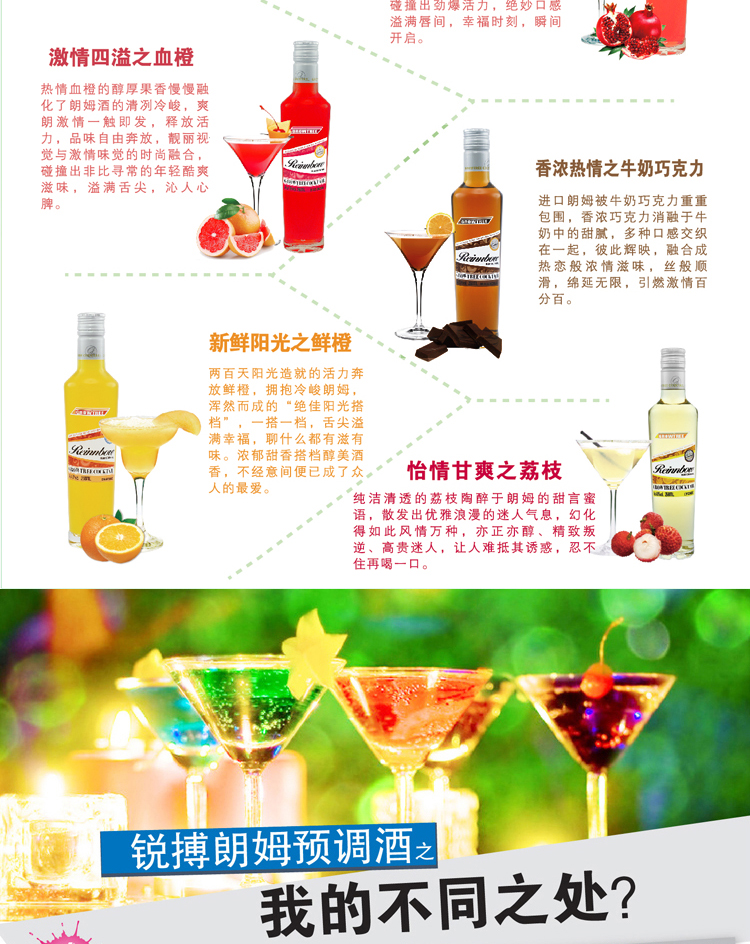 碰撞出劲爆活力，绝妙口感
溢满唇间，幸福时刻，瞬间
开启。
激情四溢之血橙
热情血橙的醇厚果香慢慢融
化了朗姆酒的清冽冷峻，爽
朗激情一触即发，释放活
力，品味自由奔放，靓丽视
觉与激情味觉的时尚融合，
碰撞出非比寻常的年轻酷爽
滋味，溢满舌尖，沁人心
脾。
GROWTREE
Reinnbow
GROWTREE COCKTAIL
香浓热情之牛奶巧克力
进口朗姆被牛奶巧克力重重
包围，香浓巧克力消融于牛
奶中的甜腻，多种口感交织
在一起，彼此辉映，融合成
热恋般浓情滋味，丝般顺
滑，绵延无限，引燃激情百
分百。
GROWTREE
Reinnbow
GROWTREE COCKTAIL
新鲜阳光之鲜橙
两百天阳光造就的活力奔
放鲜橙，拥抱冷峻朗姆，
浑然而成的“绝佳阳光搭
档”，一搭一档，舌尖溢
满幸福，聊什么都有滋有
味。浓郁甜香搭档醇美酒
香，不经意间便已成了众
人的最爱。
GROWTREE
Reinnbow
GROWTREE COCKTAIL
怡情甘爽之荔枝
纯洁清透的荔枝陶醉于朗姆的甜言蜜
语，散发出优雅浪漫的迷人气息，幻化
得如此风情万种，亦正亦醇、精致叛
逆、高贵迷人，让人难抵其诱惑，忍不
住再喝一口。
GROWTREE
Reinnbow
GROWTREE COCKTAIL
锐搏朗姆预调酒之
我的不同之处?